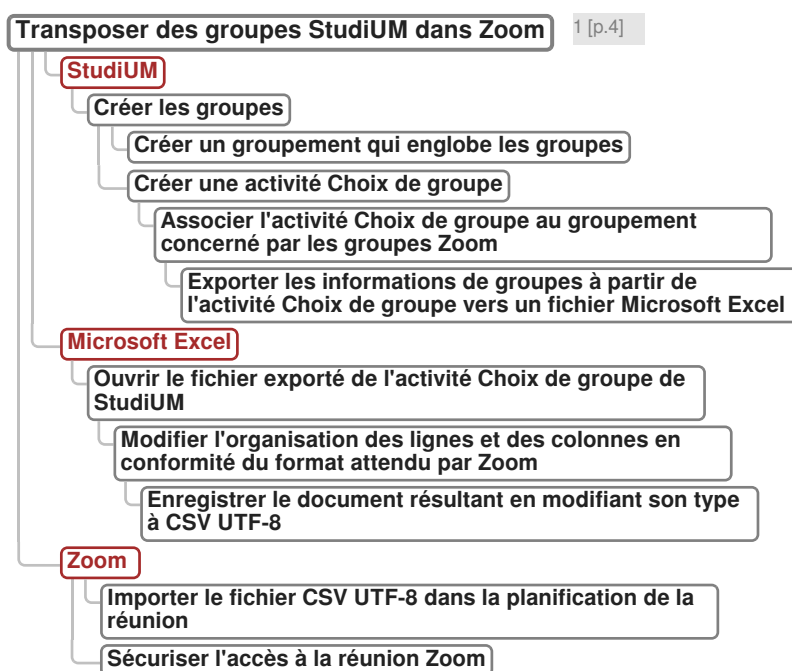 Transposer des groupes StudiUM dans Zoom 1 [p.4]
StudiUM
Créer les groupes
Créer un groupement qui englobe les groupes
Créer une activité Choix de groupe
Associer l'activité Choix de groupe au groupement
concerné par les groupes Zoom
Exporter les informations de groupes à partir de
l'activité Choix de groupe vers un fichier Microsoft Excel
Microsoft Excel
Ouvrir le fichier exporté de l'activité Choix de groupe de
StudiUM
Modifier l'organisation des lignes et des colonnes en
conformité du format attendu par Zoom
Enregistrer le document résultant en modifiant son type
à CSV UTF-8
Zoom
Importer le fichier CSV UTF-8 dans la planification de la
réunion
Sécuriser l'accès à la réunion Zoom